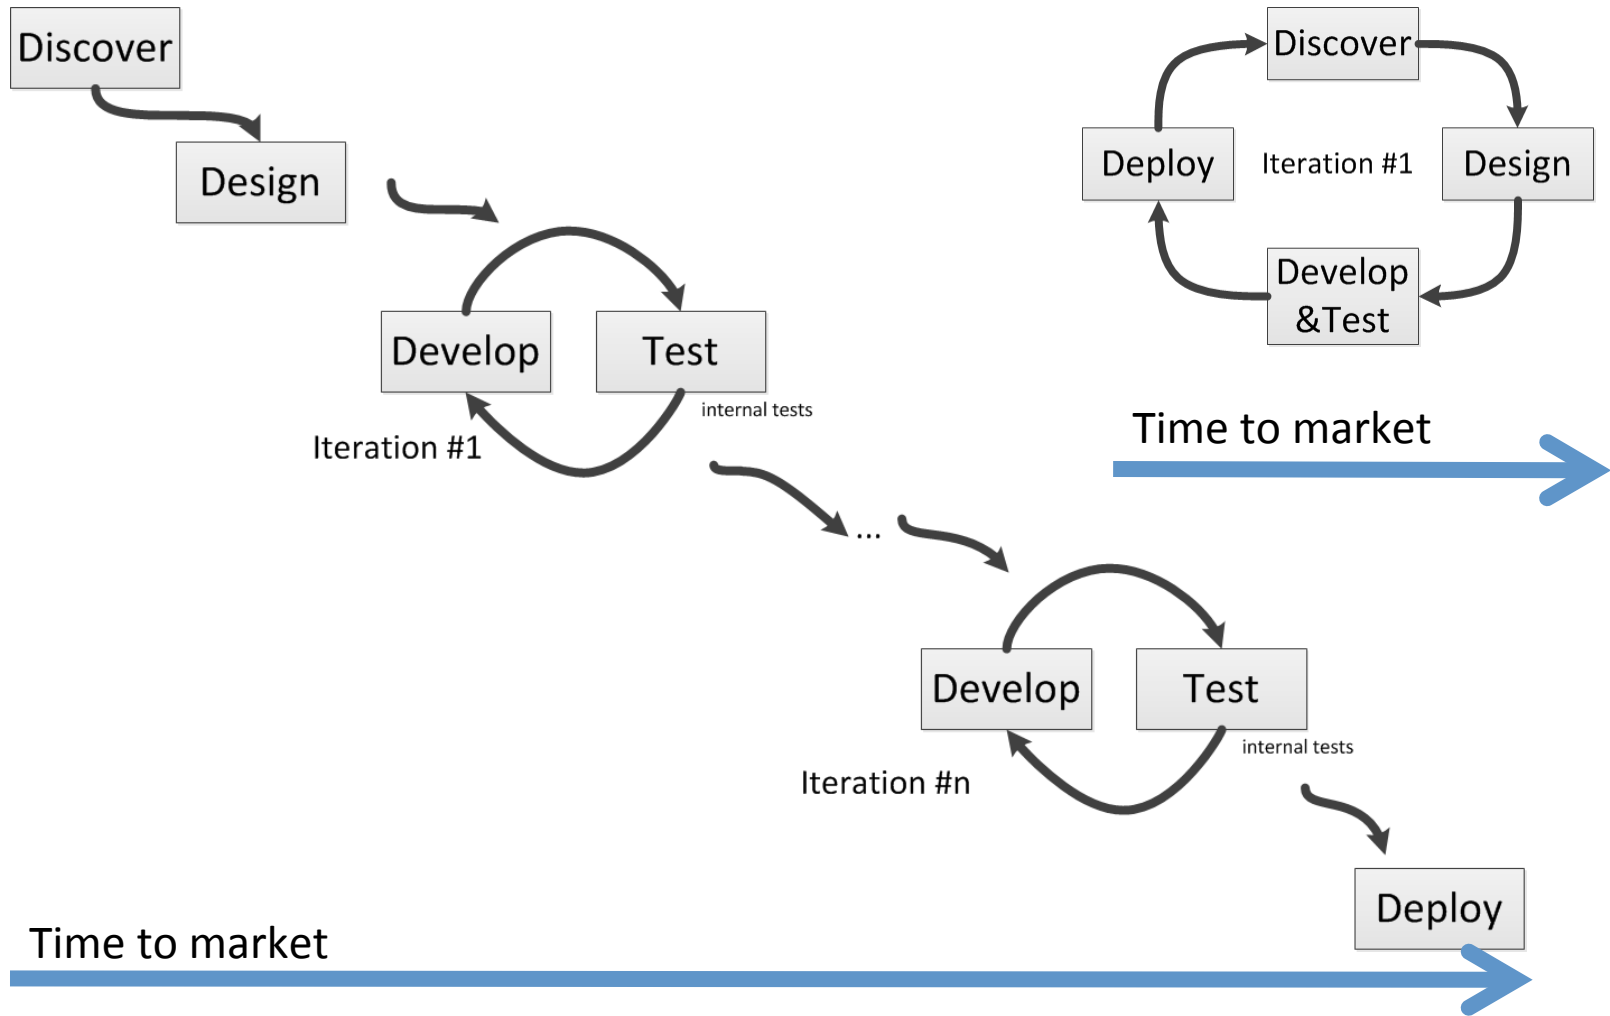 Discover
Design
Develop
Test
internal tests
Iteration #1
...
Develop
Test
internal tests
Iteration #n
Deploy
Time to market
Discover
Deploy
Iteration #1
Design
Develop
&Test
Time to market